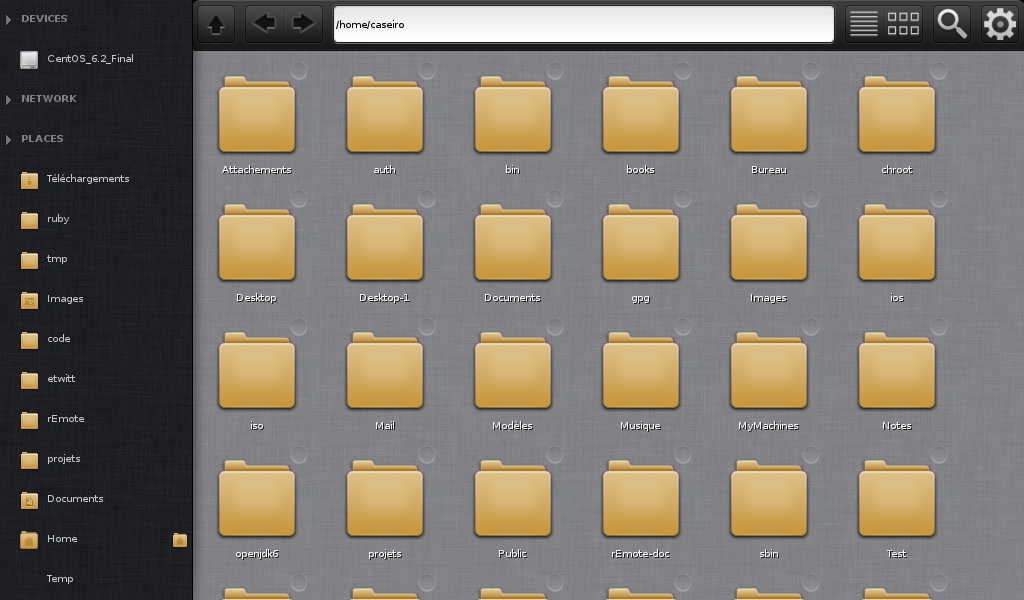 DEVICES
CentOS_6.2_Final
NETWORK
PLACES
Téléchargements
ruby
tmp
Images
code
etwitt
rEmote
projets
Documents
Home
Temp
/home/caseiro
Attachements auth bin books Bureau chroot
Desktop Desktop-1 Documents gpg Images ios
iso Mail Modèles Musique MyMachines Notes
openjdk6 projets Public rEmote-doc sbin Test